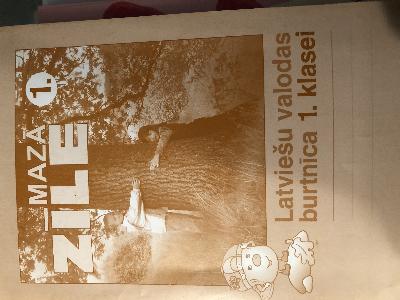 MAZĀ
ZĪLE
1.
Latviešu valodas
burtnīca 1. klasei